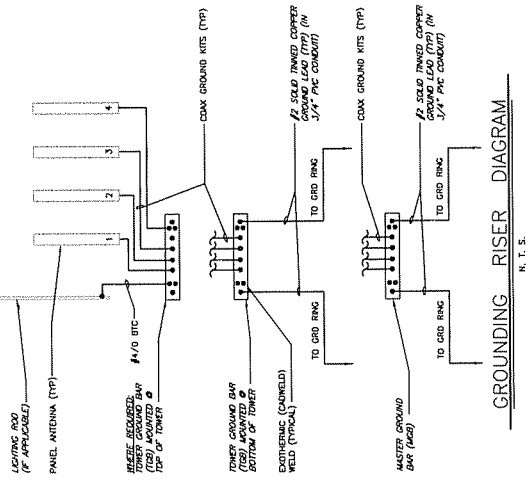 LIGHTING ROD
(IF APPLICABLE)
PANEL ANTENNA (TYP)
1
2
3
4
#4/0 BTC
WHERE REQUIRED:
TOWER GROUND BAR
(TGB) MOUNTED @
TOP OF TOWER
COAX GROUND KITS (TYP)
TOWER GROUND BAR
(TGB) MOUNTED @
BOTTOM OF TOWER
EXOTHERMIC (CADWELD)
WELD (TYPICAL)
#2 SOLID TINNED COPPER
GROUND LEAD (TYP) (IN
3/4" PVC CONDUIT)
TO GRD RING
TO GRD RING
COAX GROUND KITS (TYP)
MASTER GROUND
BAR (MGB)
#2 SOLID TINNED COPPER
GROUND LEAD (TYP) (IN
3/4" PVC CONDUIT)
TO GRD RING
TO GRD RING
GROUNDING RISER DIAGRAM
N. T. S.